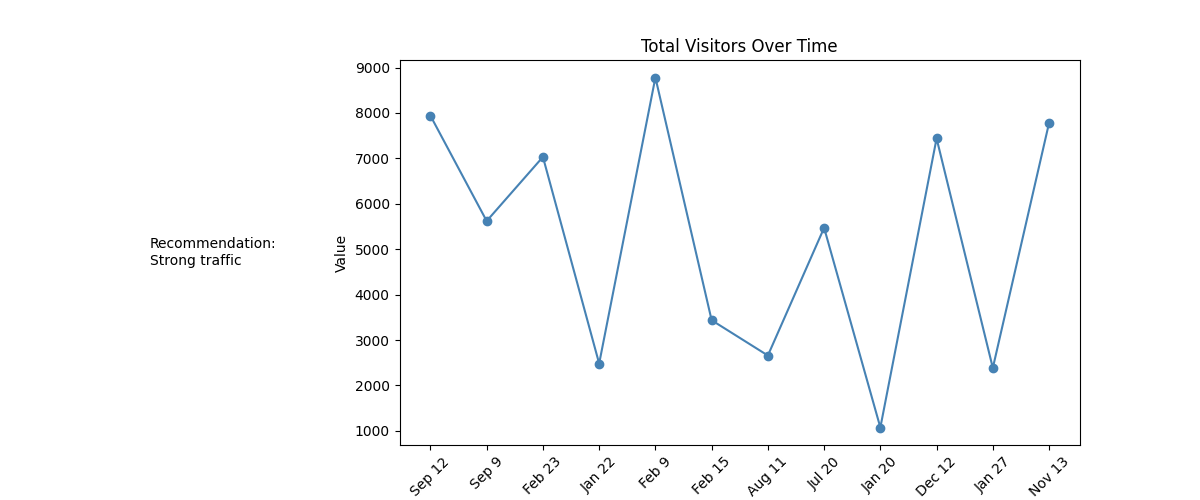 Total Visitors Over Time
9000
8000
7000
6000
5000
4000
3000
2000
1000
Value
Recommendation:
Strong traffic
Sep 12
Sep 9
Feb 23
Jan 22
Feb 9
Feb 15
Aug 11
Jul 20
Jan 20
Dec 12
Jan 27
Nov 13